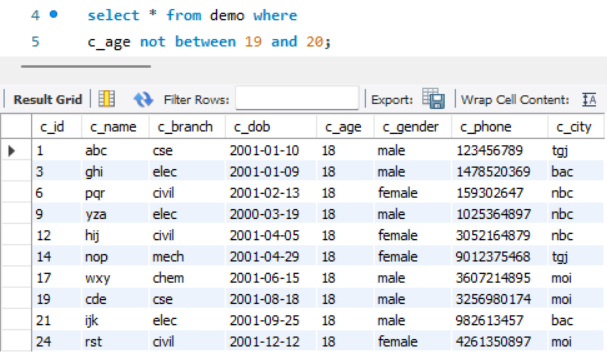 4 select * from demo where
5 c_age not between 19 and 20;
Result Grid Filter Rows: Export: Wrap Cell Content:
c_id c_name c_branch c_dob c_age c_gender c_phone c_city
1 abc cse 2001-01-10 18 male 123456789 tgj
3 ghi elec 2001-01-09 18 male 1478520369 bac
6 pqr civil 2001-02-13 18 female 159302647 nbc
9 yza elec 2000-03-19 18 male 1025364897 nbc
12 hij civil 2001-04-05 18 female 3052164879 nbc
14 nop mech 2001-04-29 18 female 9012375468 tgj
17 wxy chem 2001-06-15 18 male 3607214895 moi
19 cde cse 2001-08-18 18 male 3256980174 moi
21 ijk elec 2001-09-25 18 male 982613457 bac
24 rst civil 2001-12-12 18 female 4261350897 moi